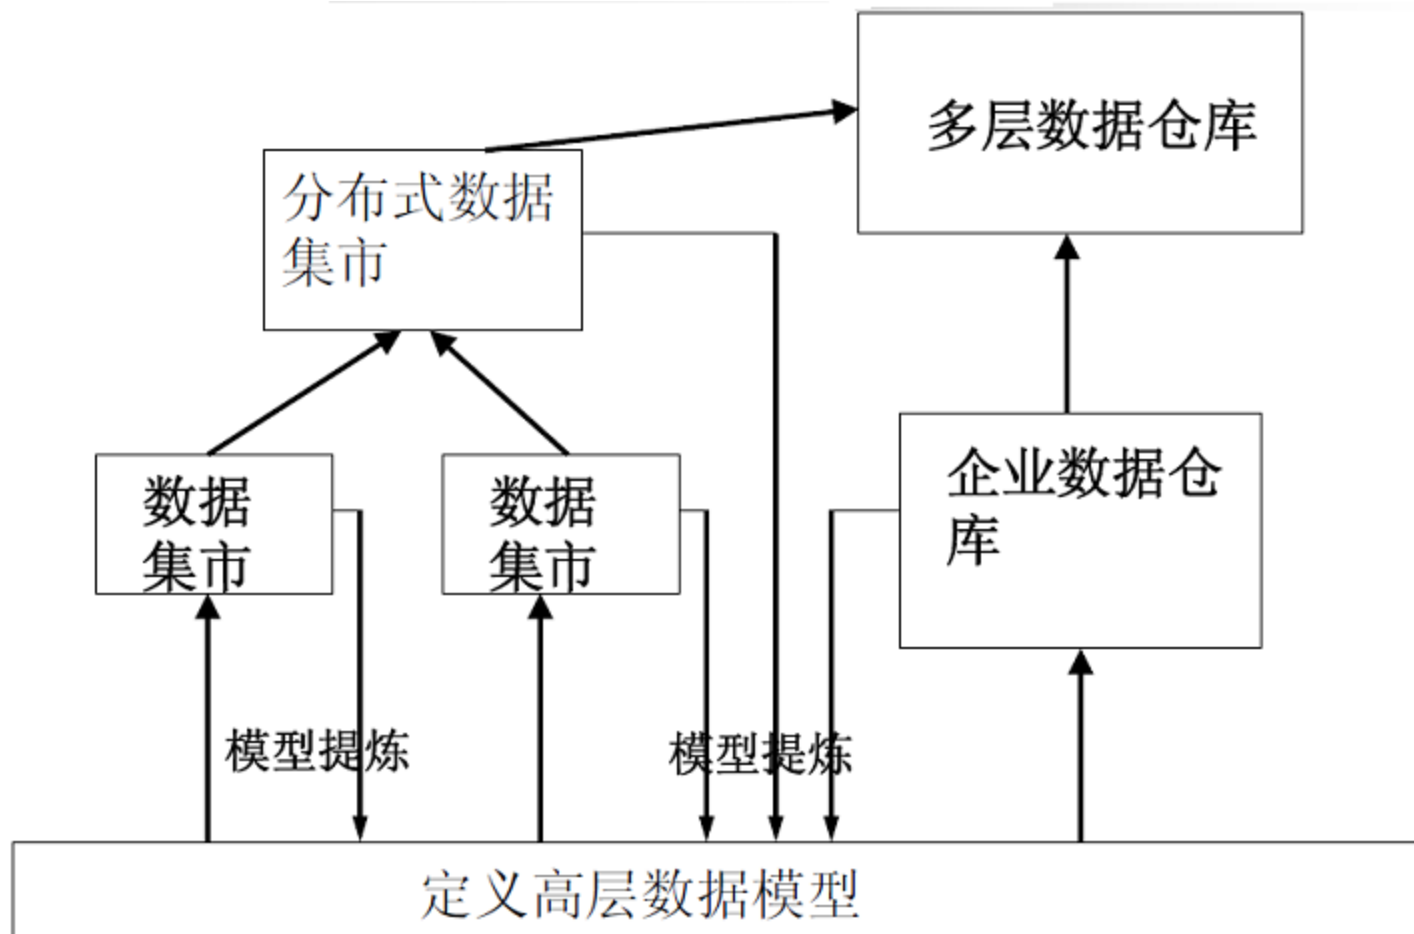 多层数据仓库
分布式数据
集市
数据
集市
数据
集市
企业数据仓
库
模型提炼
模型提炼
定义高层数据模型